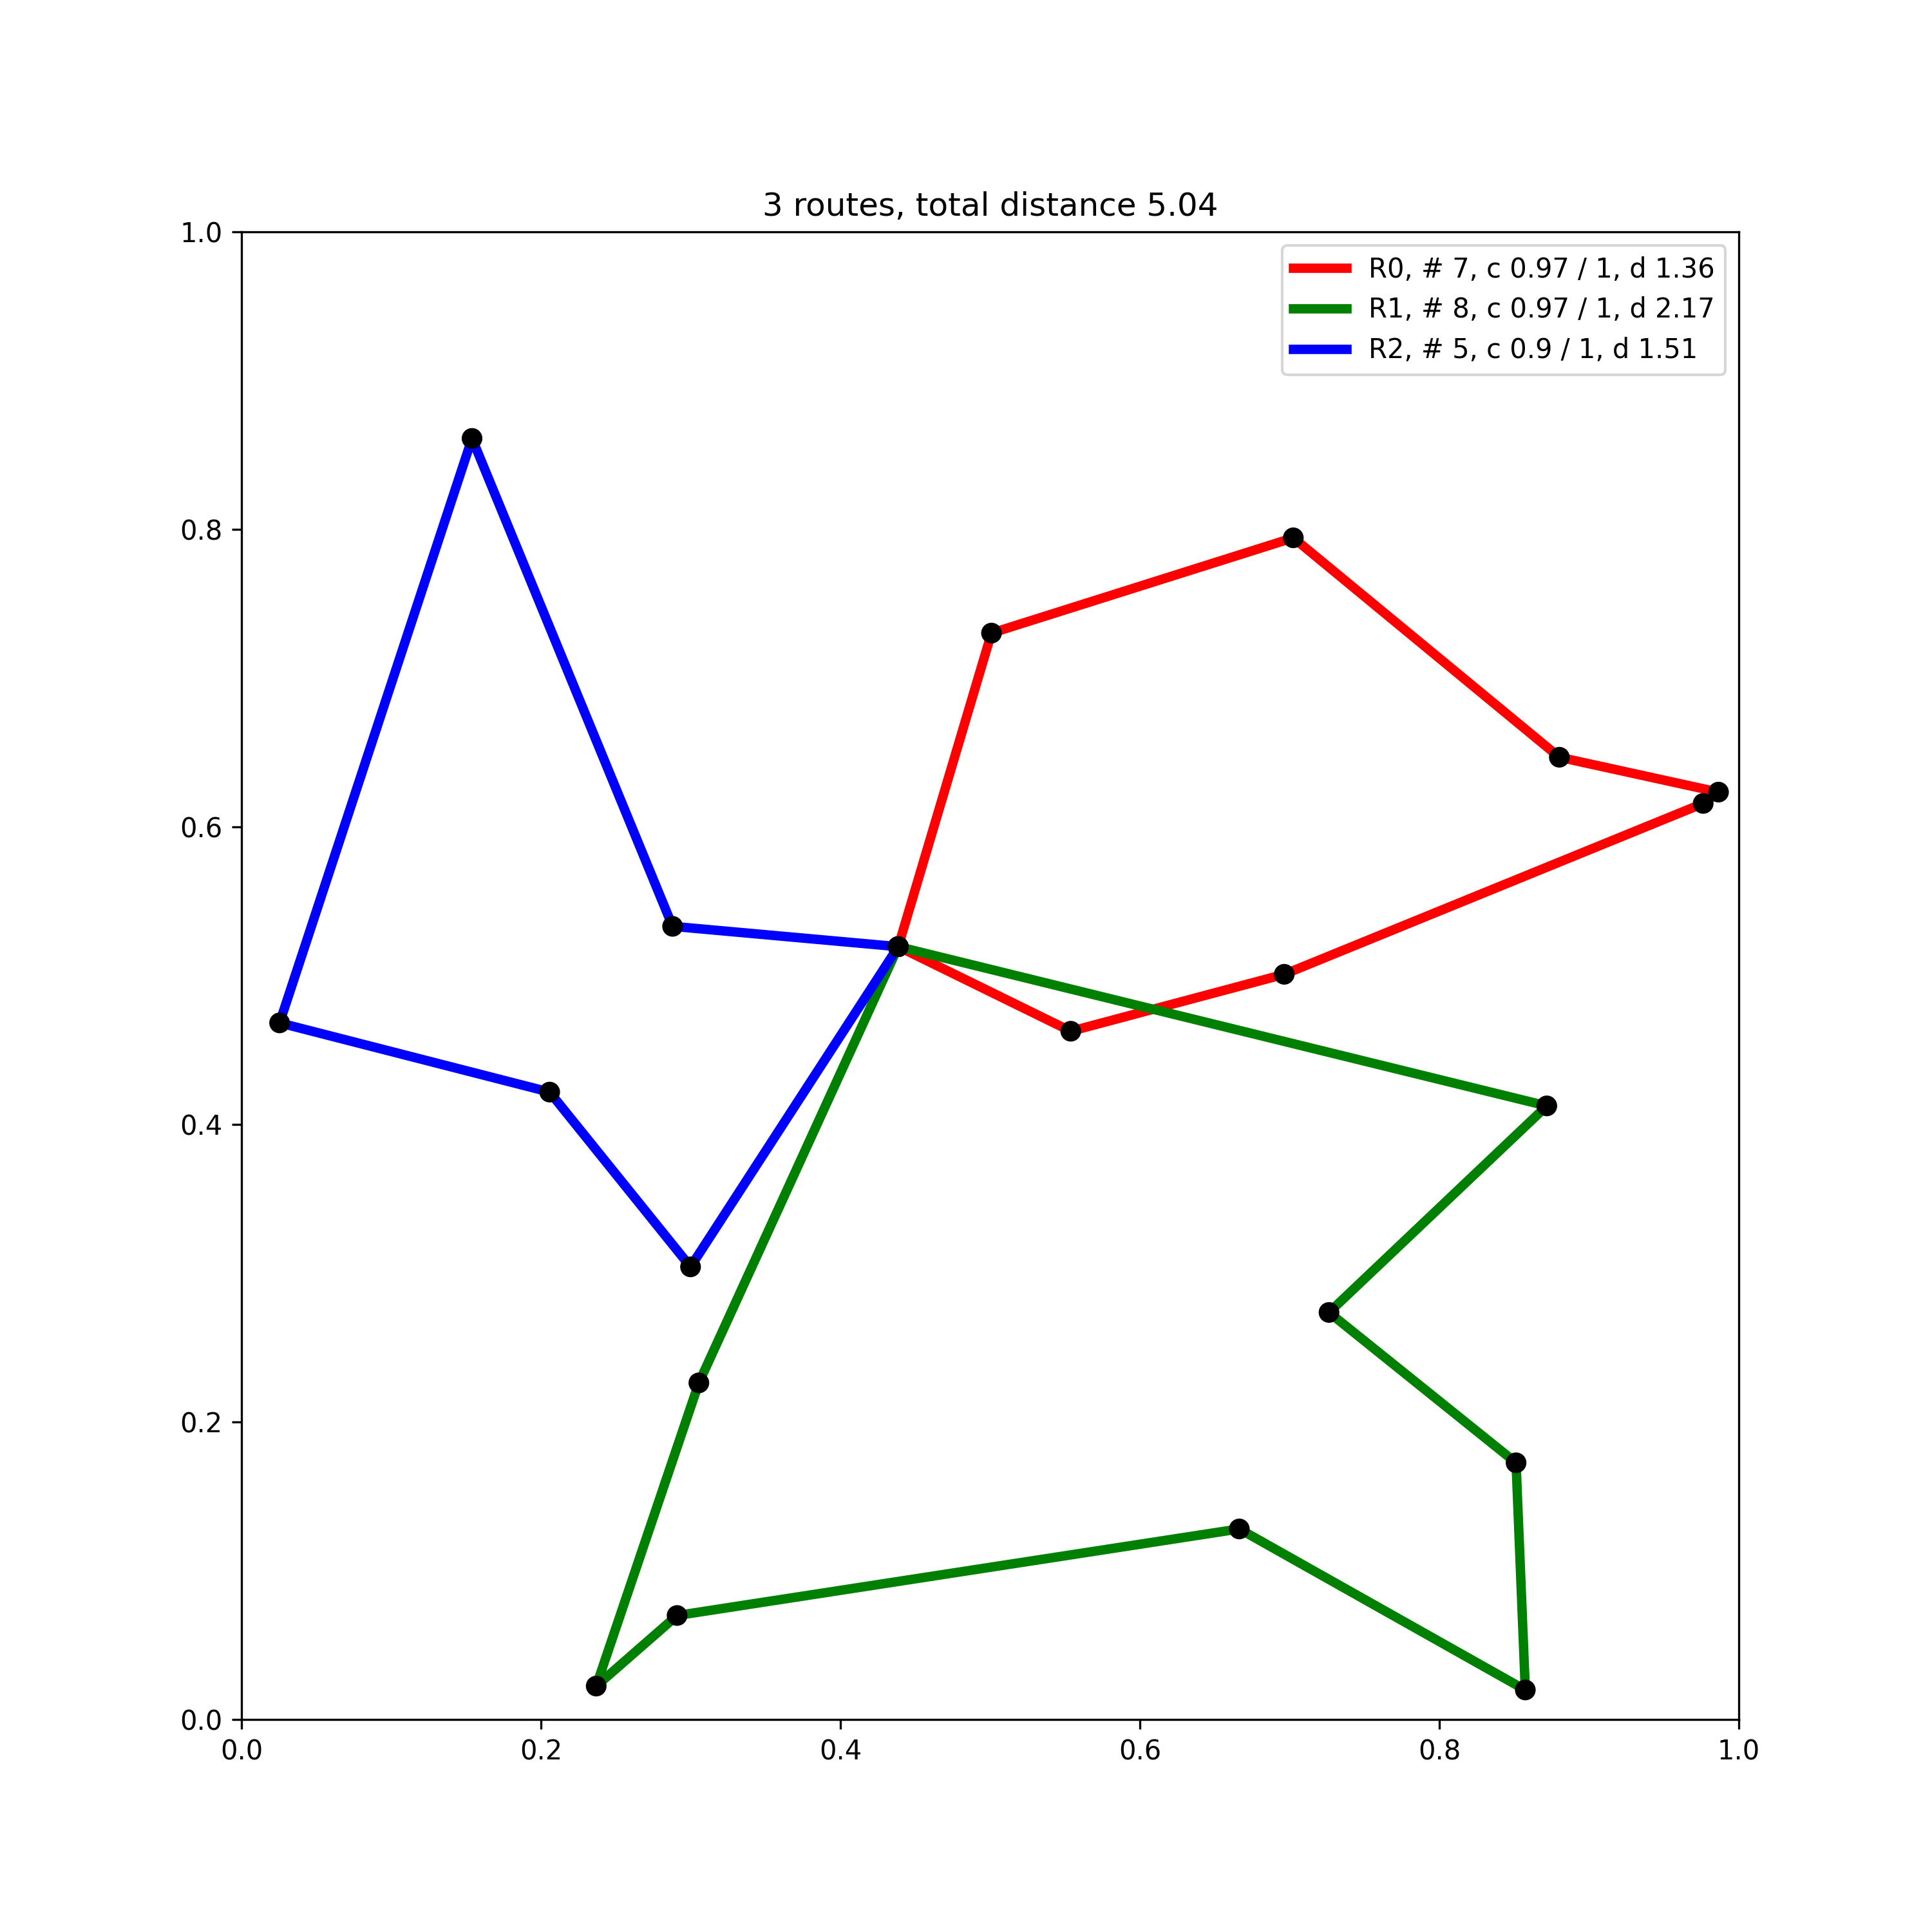 3 routes, total distance 5.04
R0, # 7, c 0.97 / 1, d 1.36
R1, # 8, c 0.97 / 1, d 2.17
R2, # 5, c 0.9 / 1, d 1.51
1.0
0.8
0.6
0.4
0.2
0.0
0.0 0.2 0.4 0.6 0.8 1.0